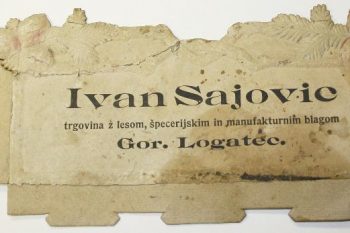 Ivan Sajovic
trgovina ž lesom, špecerijskim in manufakturnim blagom
Gor. Logatec.